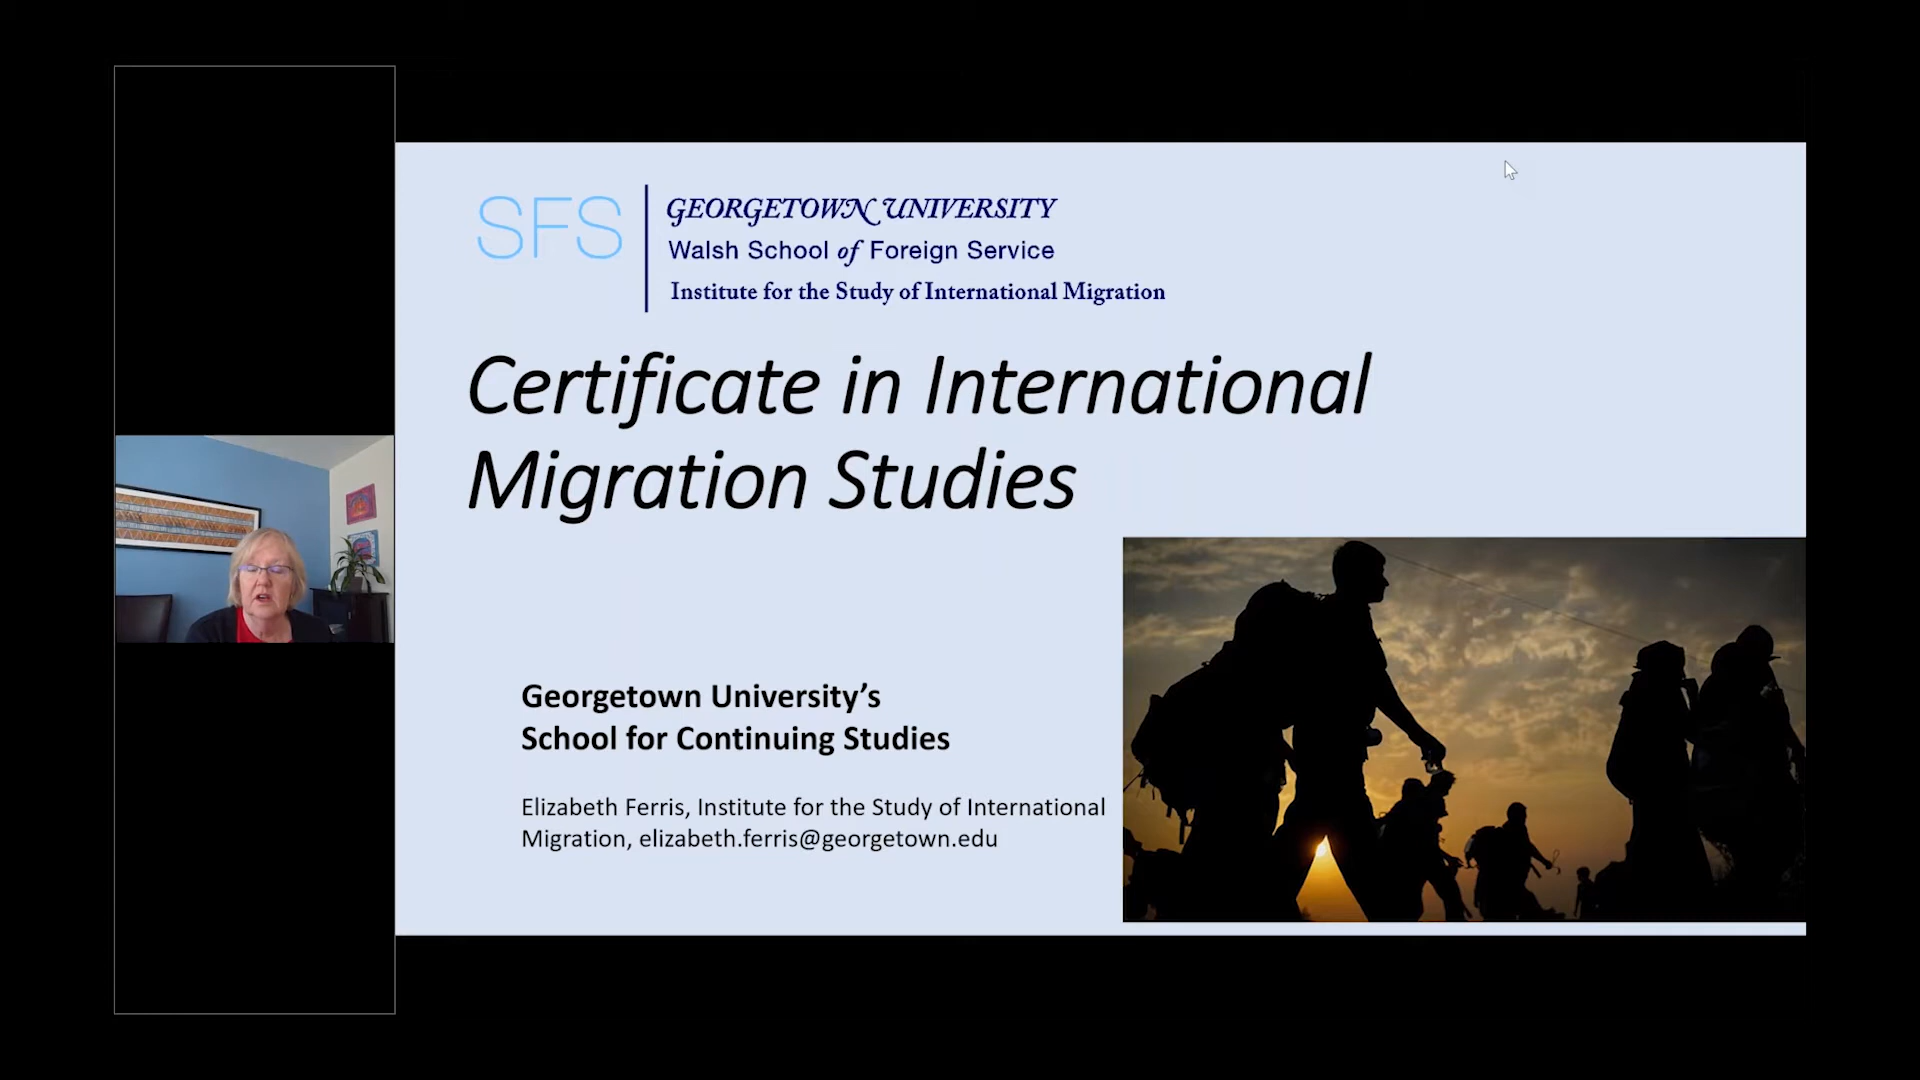 SFS
GEORGETOWN UNIVERSITY
Walsh School of Foreign Service
Institute for the Study of International Migration
Certificate in International
Migration Studies
Georgetown University’s
School for Continuing Studies
Elizabeth Ferris, Institute for the Study of International
Migration, elizabeth.ferris@georgetown.edu